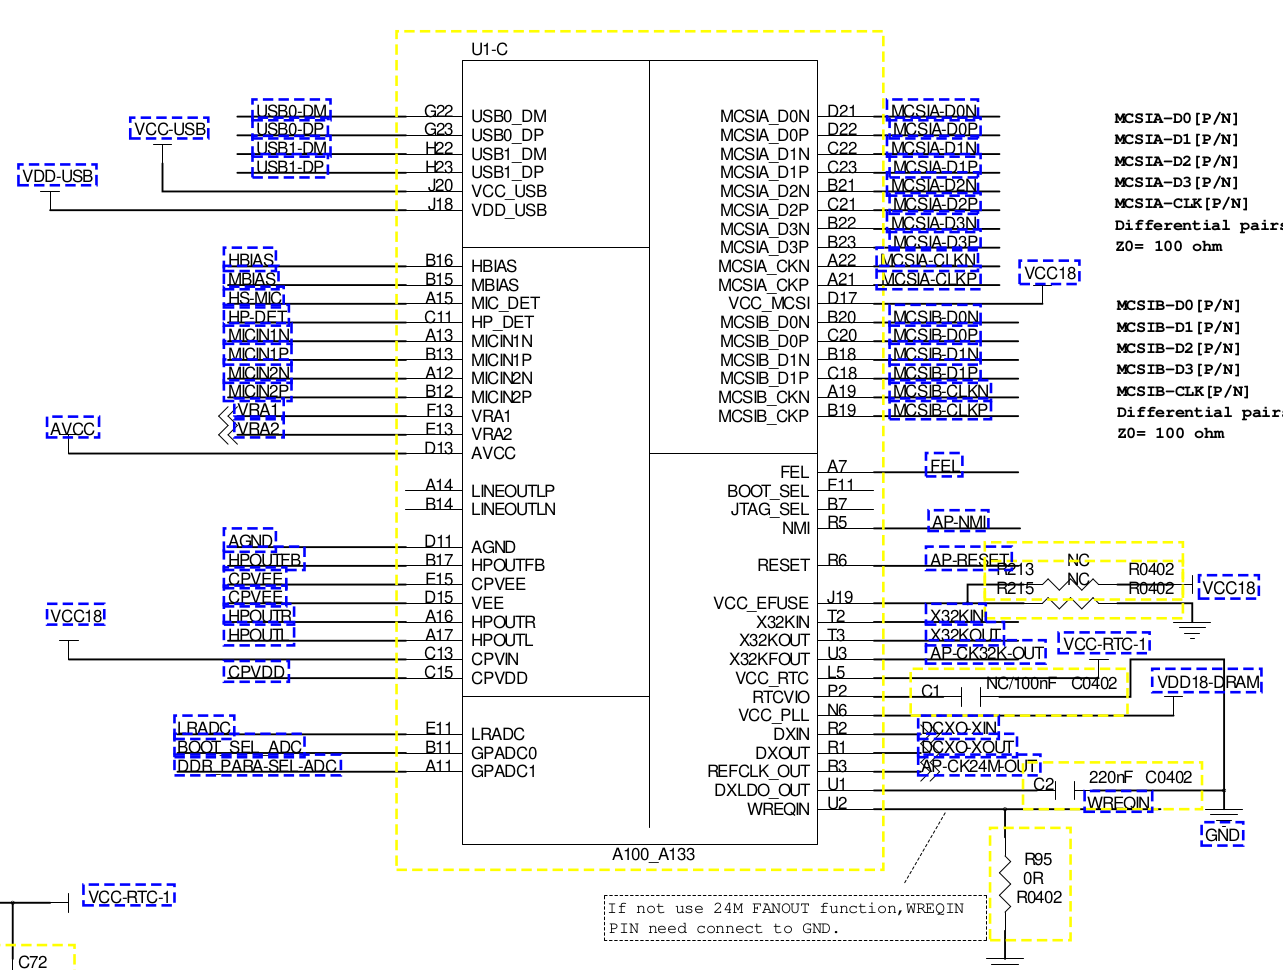 U1-C
USB0-DM G22 USB0_DM MCSIA_D0N D21 MCSIA-D0N
MCSIA-D0[P/N]
VCC-USB USB0-DP G23 USB0_DP MCSIA_D0P D22 MCSIA-D0P
MCSIA-D1[P/N]
USB1-DM H22 USB1_DM MCSIA_D1N C22 MCSIA-D1N
MCSIA-D2[P/N]
USB1-DP H23 USB1_DP MCSIA_D1P C23 MCSIA-D1P
VDD-USB
MCSIA-D3[P/N]
J20 VCC_USB MCSIA_D2N B21 MCSIA-D2N
MCSIA-CLK[P/N]
J18 VDD_USB MCSIA_D2P C21 MCSIA-D2P
Differential pairs
MCSIA_D3N B22 MCSIA-D3N
MCSIA_D3P B23 MCSIA-D3P
Z0= 100 ohm
HBIAS B16 HBIAS MCSIA_CKN A22 MCSIA-CLKN
VCC18
MBIAS B15 MBIAS MCSIA_CKP A21 MCSIA-CLKP
HS-MIC A15 MIC_DET VCC_MCSI D17
MCSIB-D0[P/N]
HP-DET C11 HP_DET MCSIB_D0N B20 MCSIB-D0N
MCSIB-D1[P/N]
MICIN1N A13 MICIN1N MCSIB_D0P C20 MCSIB-D0P
MCSIB-D2[P/N]
MICIN1P B13 MICIN1P MCSIB_D1N B18 MCSIB-D1N
MCSIB-D3[P/N]
MICIN2N A12 MICIN2N MCSIB_D1P C18 MCSIB-D1P
MCSIB-CLK[P/N]
MICIN2P B12 MICIN2P MCSIB_CKN A19 MCSIB-CLKN
VRA1 F13 VRA1 MCSIB_CKP B19 MCSIB-CLKP
Differential pairs
AVCC VRA2 E13 VRA2
Z0= 100 ohm
D13 AVCC
FEL A7 FEL
A14 LINEOUTLP BOOT_SEL F11
B14 LINEOUTLN JTAG_SEL B7
NMI R5 AP-NMI
AGND D11 AGND
HPOUTFB B17 HPOUTFB RESET R6 AP-RESET
R213 NC R0402
CPVEE E15 CPVEE
R215 NC R0402 VCC18
CPVEE D15 VEE VCC_EFUSE J19
VCC18 HPOUTR A16 HPOUTR X32KIN T2 X32KIN
HPOUTL A17 HPOUTL X32KOUT T3 X32KOUT
VCC-RTC-1
C13 CPVIN X32KFOUT U3 AP-CK32K-OUT
CPVDD C15 CPVDD VCC_RTC L5
RTCVIO P2 C1 NC/100nF C0402 VDD18-DRAM
VCC_PLL N6
LRADC E11 LRADC DXIN R2 DCXO-XIN
BOOT_SEL_ADC B11 GPADC0 DXOUT R1 DCXO-XOUT
DDR_PARA-SEL-ADC A11 GPADC1 REFCLK_OUT R3 AP-CK24M-OUT
DXLDO_OUT U1 C2 220nF C0402
WREQIN U2 WREQIN
GND
A100_A133
R95
0R
R0402
VCC-RTC-1
If not use 24M FANOUT function,WREQIN
PIN need connect to GND.
C72